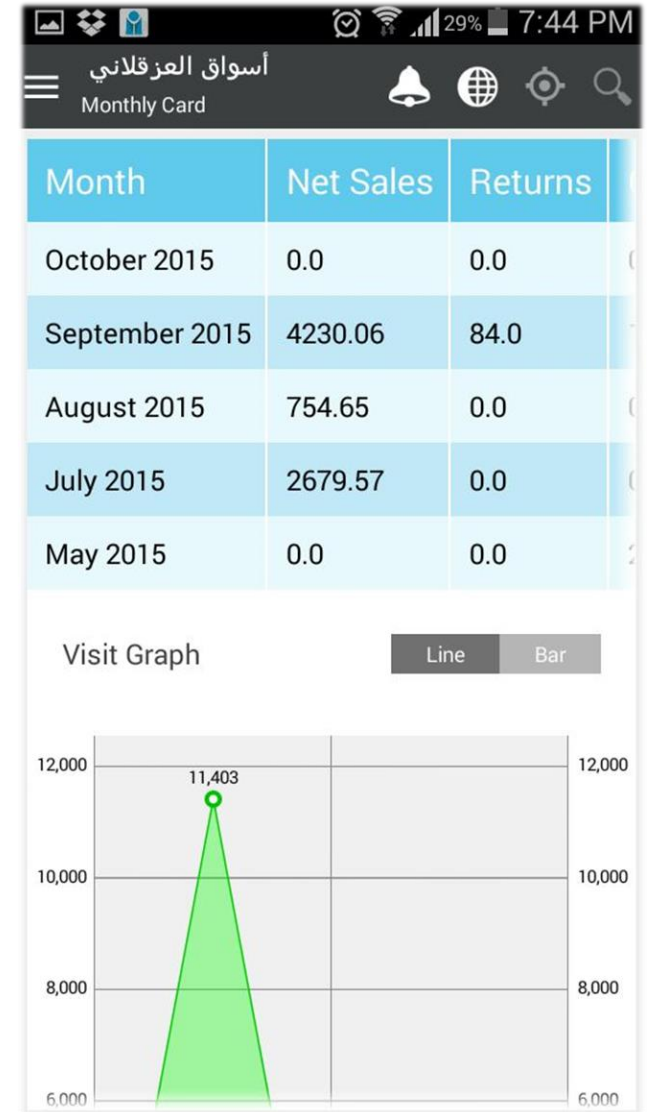 29% 7:44 PM
أسواق العزقلاني
Monthly Card
Month Net Sales Returns
October 2015 0.0 0.0
September 2015 4230.06 84.0
August 2015 754.65 0.0
July 2015 2679.57 0.0
May 2015 0.0 0.0
Visit Graph Line Bar
12,000 12,000
11,403
10,000 10,000
8,000 8,000
6,000 6,000